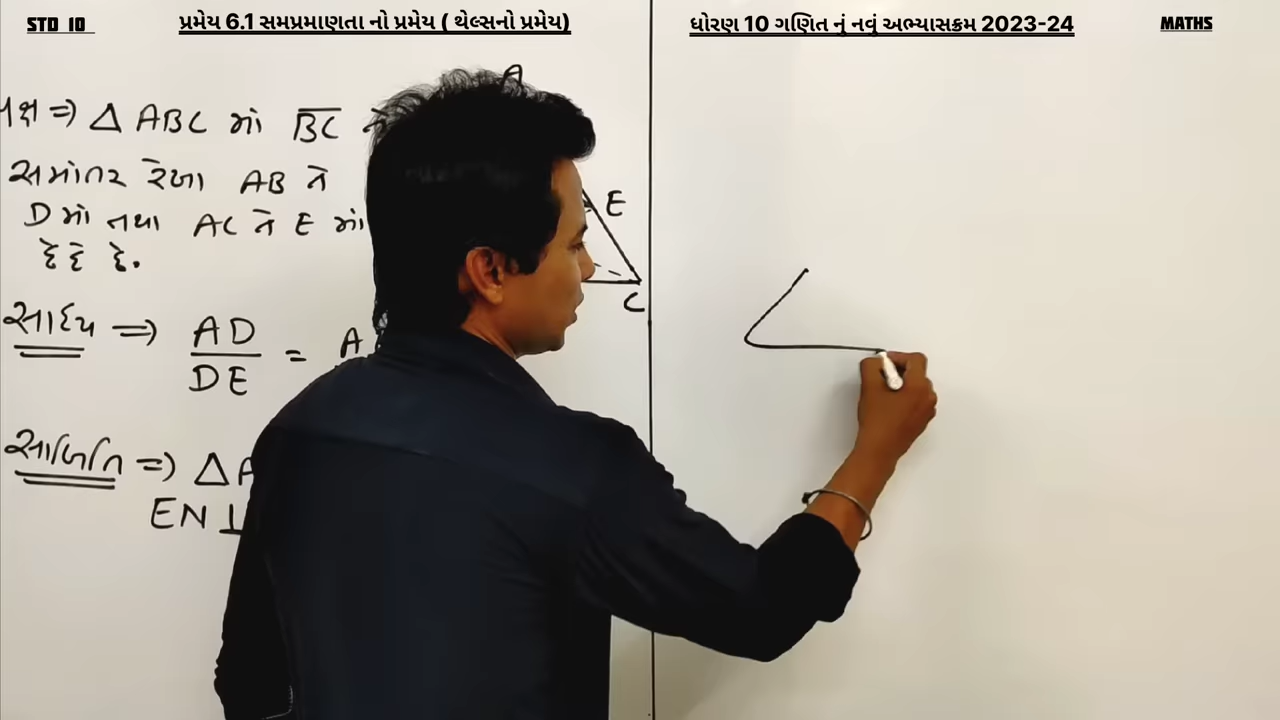 STD 10
પ્રમેય 6.1 સમપ્રમાણતા નો પ્રમેય ( થેલ્સનો પ્રમેય)
ધોરણ 10 ગણિત નું નવું અભ્યાસક્રમ 2023-24
MATHS
⇒ △ ABC માં BC ને
સમાંતર રેખા AB ને
D માં તથા AC ને E માં
છેદે છે.
સાધ્ય ⇒ AD/DE = A
સાબિતિ ⇒ △A
EN ⊥
A
E
C